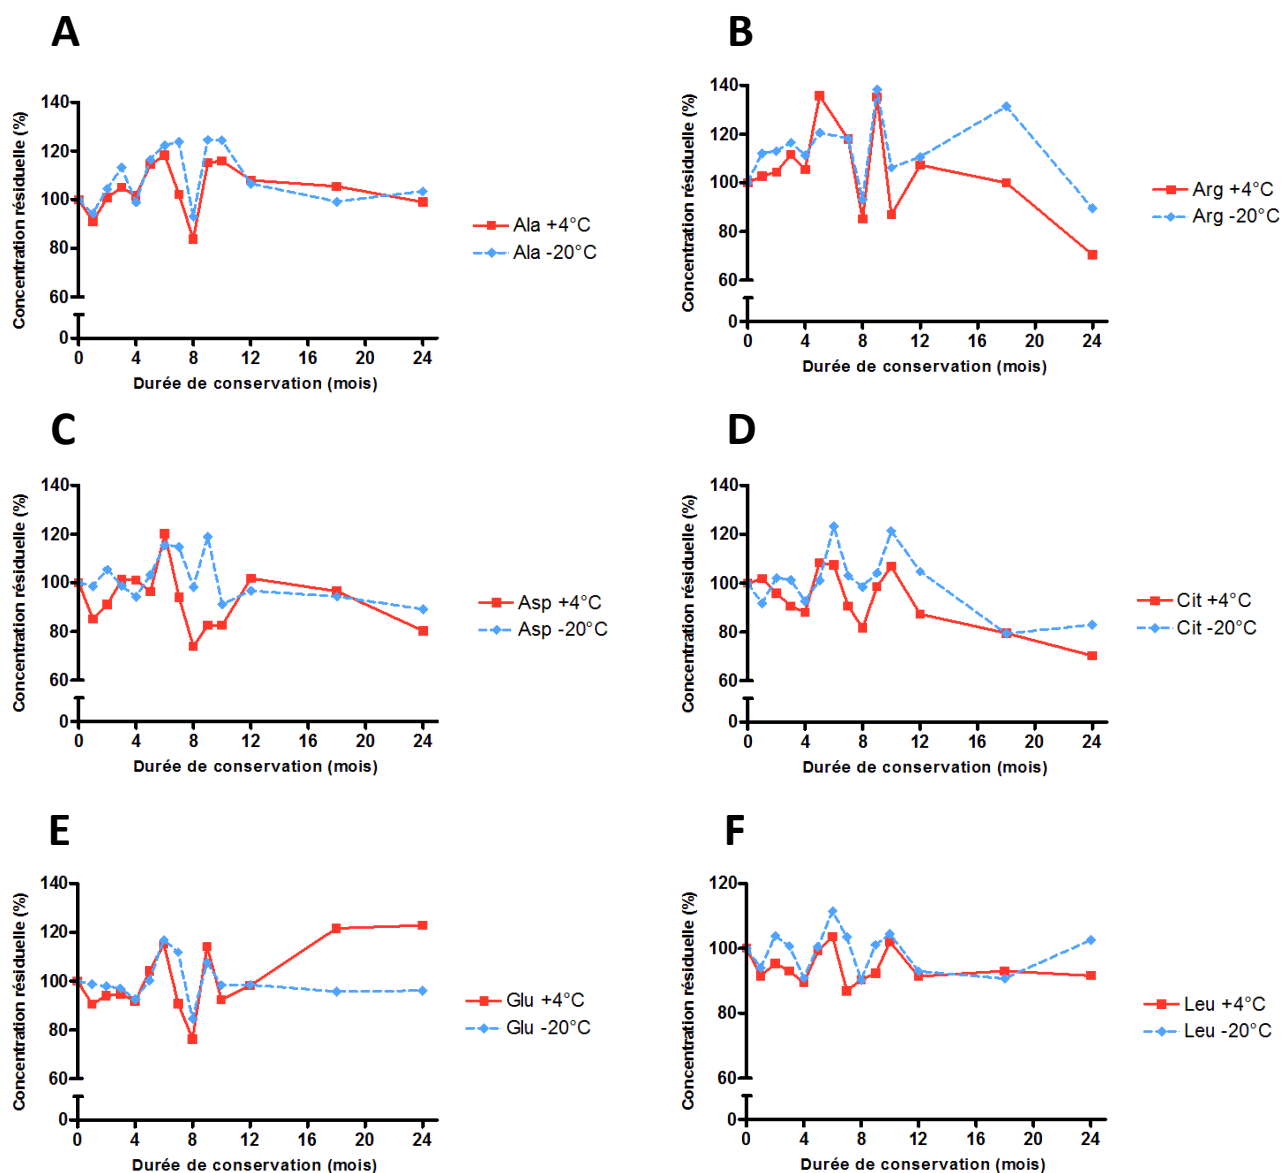 A
Concentration résiduelle (%)
140
120
100
80
60
0
0 4 8 12 16 20 24
Durée de conservation (mois)
Ala +4°C
Ala -20°C
B
Concentration résiduelle (%)
140
120
100
80
60
0
0 4 8 12 16 20 24
Durée de conservation (mois)
Arg +4°C
Arg -20°C
C
Concentration résiduelle (%)
140
120
100
80
60
0
0 4 8 12 16 20 24
Durée de conservation (mois)
Asp +4°C
Asp -20°C
D
Concentration résiduelle (%)
140
120
100
80
60
0
0 4 8 12 16 20 24
Durée de conservation (mois)
Cit +4°C
Cit -20°C
E
Concentration résiduelle (%)
140
120
100
80
60
0
0 4 8 12 16 20 24
Durée de conservation (mois)
Glu +4°C
Glu -20°C
F
Concentration résiduelle (%)
120
100
80
60
0
0 4 8 12 16 20 24
Durée de conservation (mois)
Leu +4°C
Leu -20°C